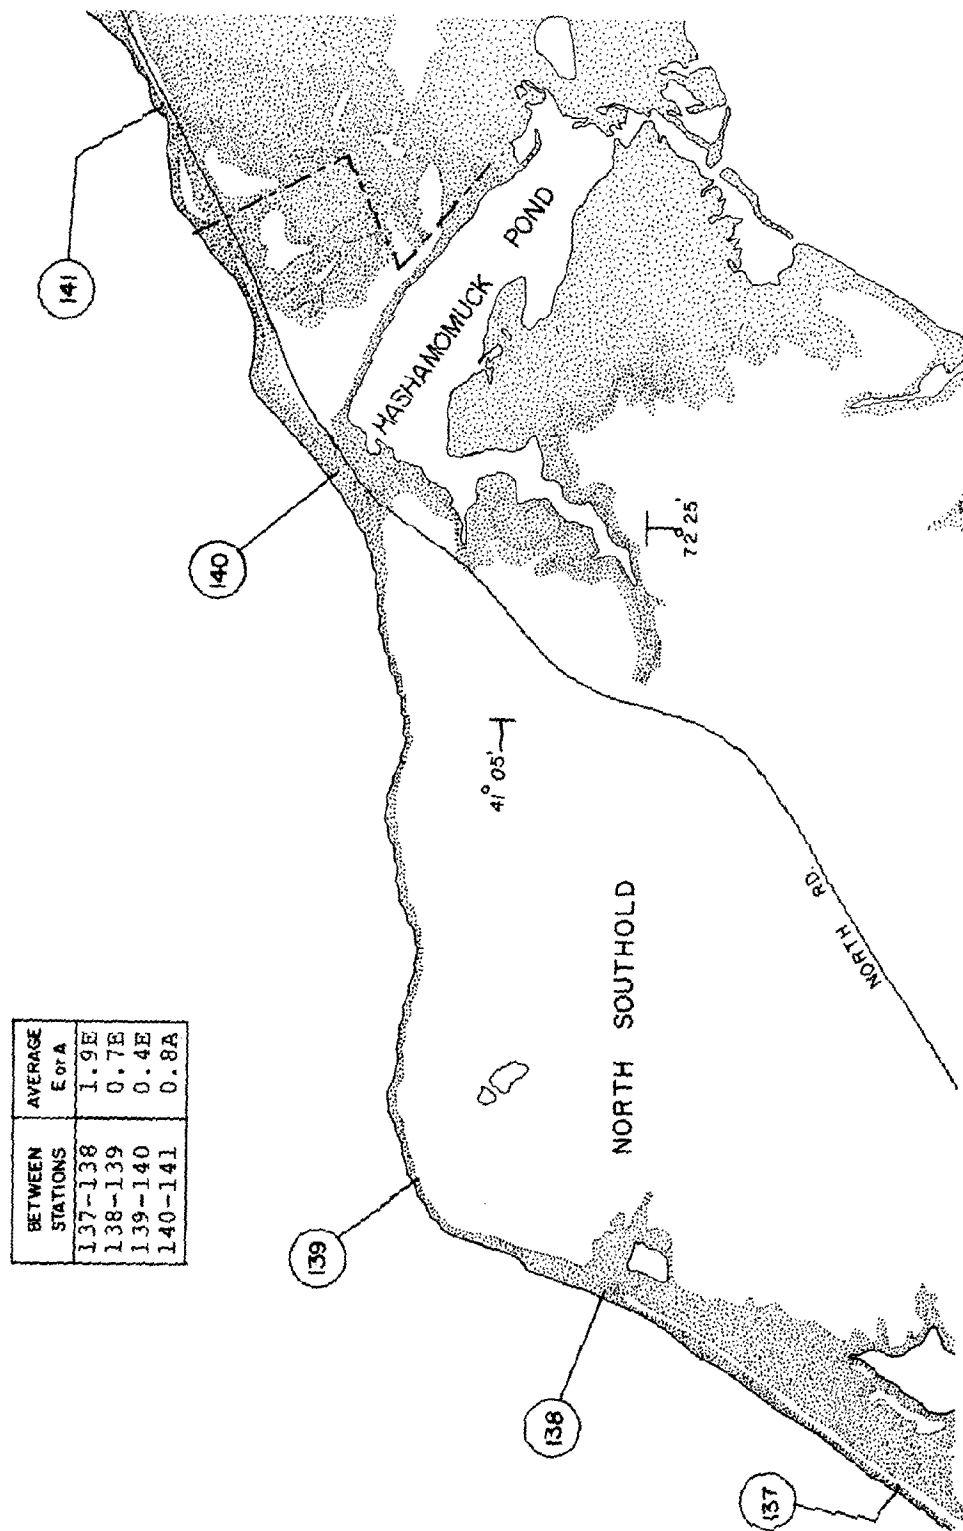 BETWEEN STATIONS | AVERAGE E or A
137-138 | 1.9E
138-139 | 0.7E
139-140 | 0.4E
140-141 | 0.8A
141
140
139
138
137
HASHAMOMUCK POND
72° 25'
41° 05'
NORTH SOUTHOLD
NORTH RD.